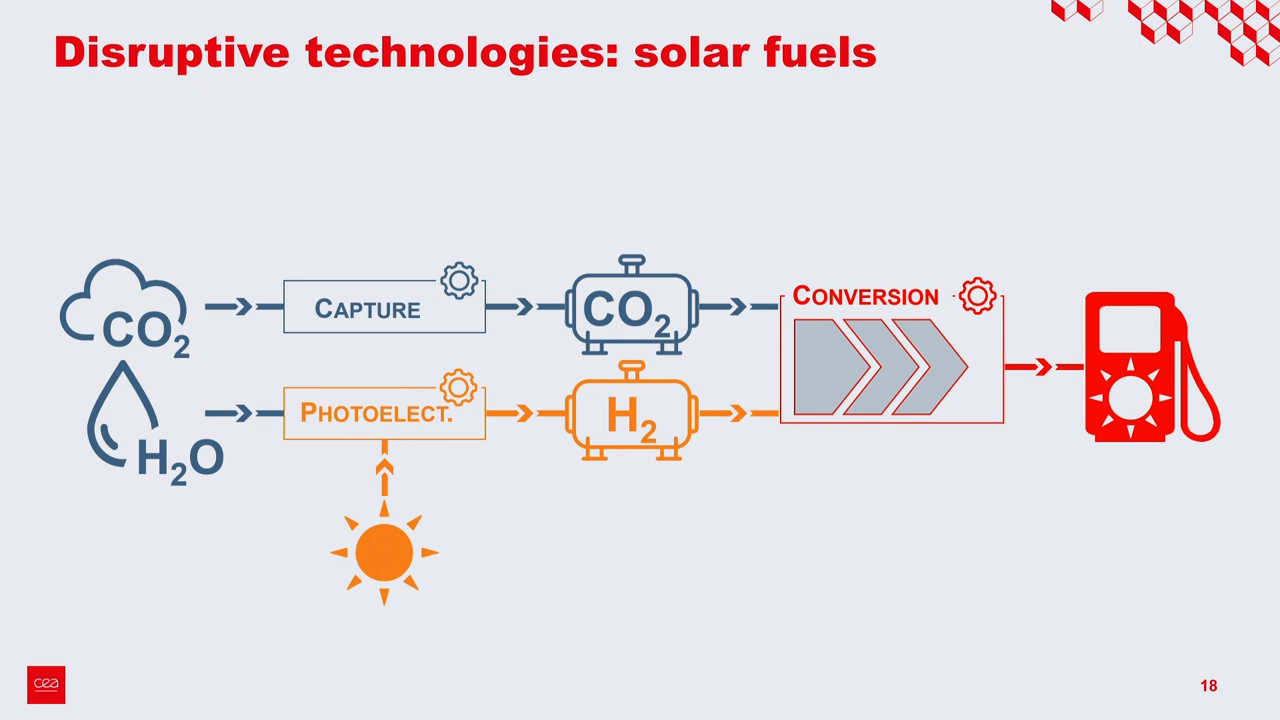 Disruptive technologies: solar fuels
CO₂
CAPTURE
CO₂
CONVERSION
H₂O
PHOTOELECT.
H₂
cea
18